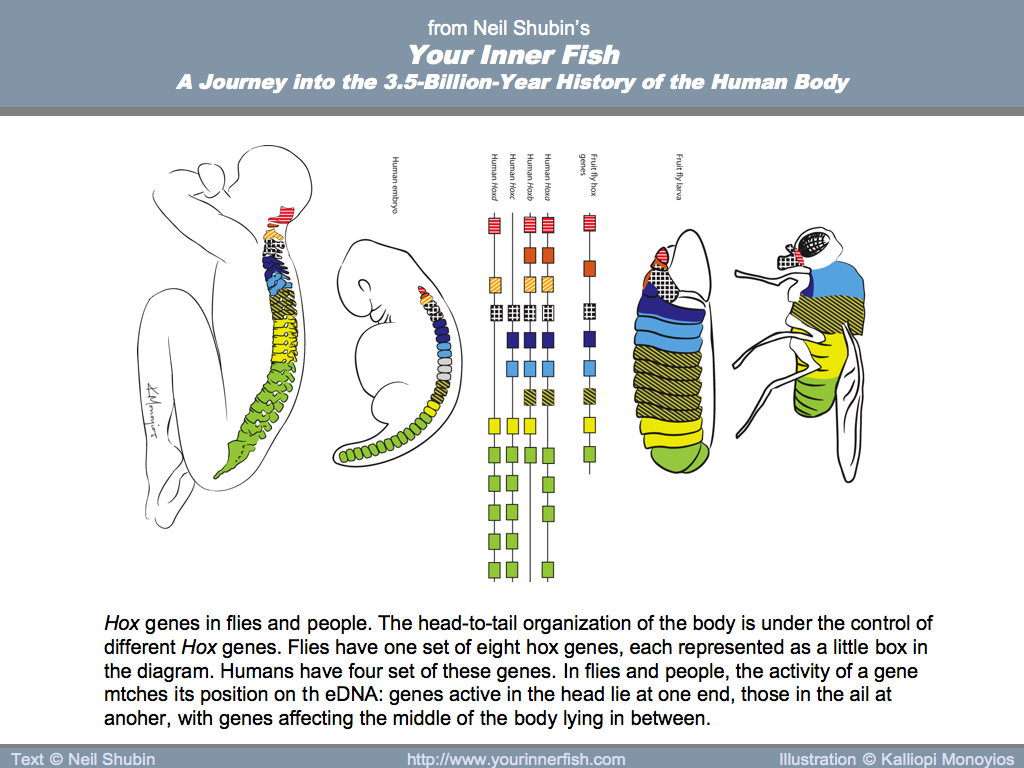 from Neil Shubin's
Your Inner Fish
A Journey into the 3.5-Billion-Year History of the Human Body
Human embryo
Human Hoxd
Human Hoxc
Human Hoxb
Human Hoxa
Fruit fly hox
genes
Fruit fly larva
Hox genes in flies and people. The head-to-tail organization of the body is under the control of
different Hox genes. Flies have one set of eight hox genes, each represented as a little box in
the diagram. Humans have four set of these genes. In flies and people, the activity of a gene
mtches its position on th eDNA: genes active in the head lie at one end, those in the ail at
anoher, with genes affecting the middle of the body lying in between.
Text © Neil Shubin
http://www.yourinnerfish.com
Illustration © Kalliopi Monoyios